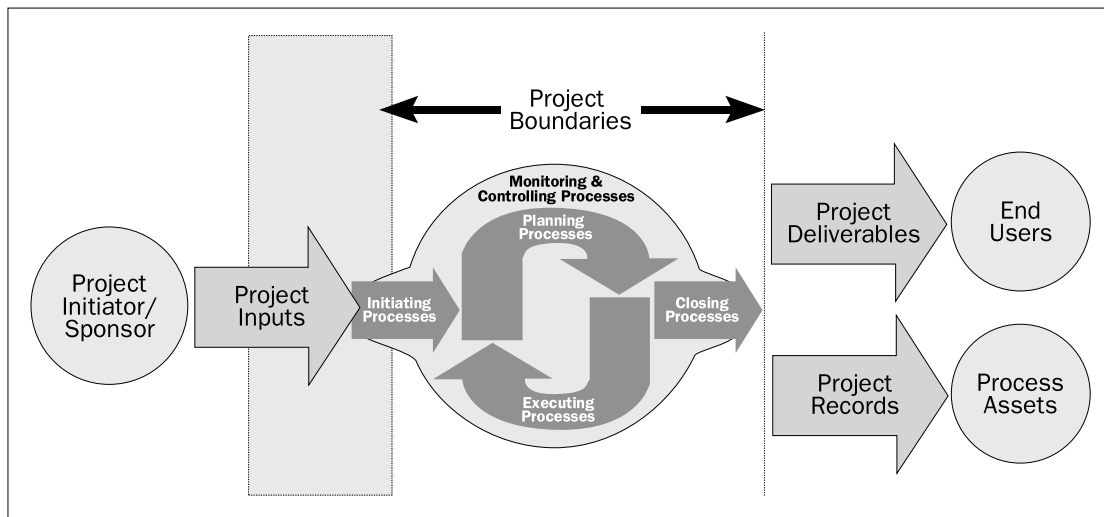 Project
Boundaries
Monitoring &
Controlling Processes
Planning
Processes
Project
Initiator/
Sponsor
Project
Inputs
Initiating
Processes
Closing
Processes
Executing
Processes
Project
Deliverables
End
Users
Project
Records
Process
Assets